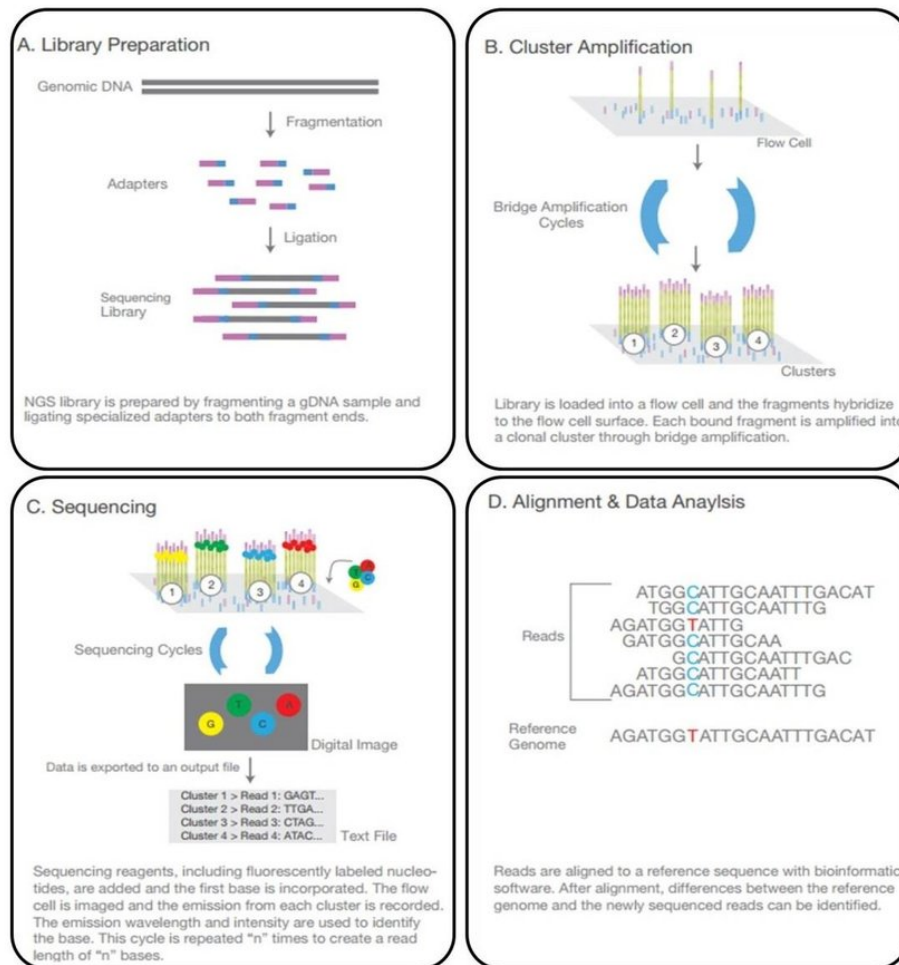 A. Library Preparation
Genomic DNA
Fragmentation
Adapters
Ligation
Sequencing
Library
NGS library is prepared by fragmenting a gDNA sample and
ligating specialized adapters to both fragment ends.
B. Cluster Amplification
Flow Cell
Bridge Amplification
Cycles
1 2 3 4
Clusters
Library is loaded into a flow cell and the fragments hybridize
to the flow cell surface. Each bound fragment is amplified into
a clonal cluster through bridge amplification.
C. Sequencing
1 2 3 4
T A G C
Sequencing Cycles
T A
G C
Digital Image
Data is exported to an output file
Cluster 1 > Read 1: GAGT...
Cluster 2 > Read 2: TTGA...
Cluster 3 > Read 3: CTAG...
Cluster 4 > Read 4: ATAC...
Text File
Sequencing reagents, including fluorescently labeled nucleo-
tides, are added and the first base is incorporated. The flow
cell is imaged and the emission from each cluster is recorded.
The emission wavelength and intensity are used to identify
the base. This cycle is repeated “n” times to create a read
length of “n” bases.
D. Alignment & Data Anaylsis
ATGGCATTGCAATTTGACAT
TGGCATTGCAATTTG
AGATGGTATTG
Reads
GATGGCATTGCAA
GCATTGCAATTTGAC
ATGGCATTGCAATT
AGATGGCATTGCAATTTG
Reference
Genome
AGATGGTATTGCAATTTGACAT
Reads are aligned to a reference sequence with bioinformatic
software. After alignment, differences between the reference
genome and the newly sequenced reads can be identified.